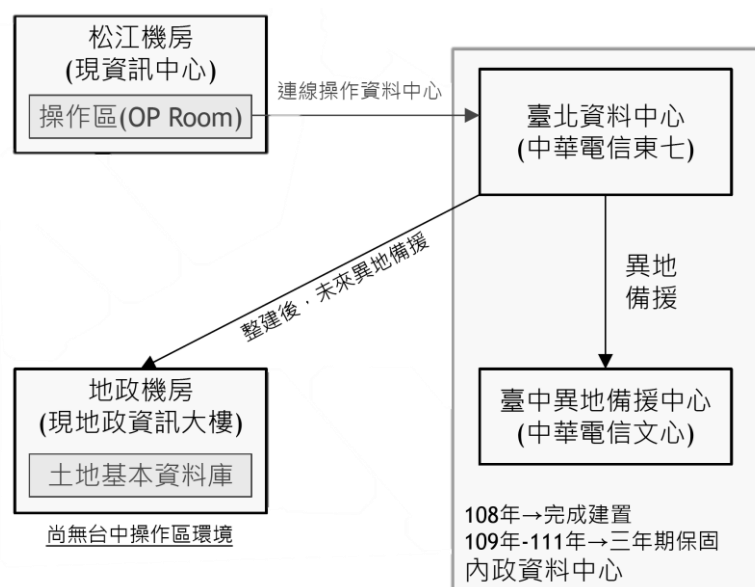 松江機房
(現資訊中心)
操作區(OP Room)
連線操作資料中心
臺北資料中心
(中華電信東七)
整建後，未來異地備援
異地
備援
地政機房
(現地政資訊大樓)
土地基本資料庫
尚無台中操作區環境
臺中異地備援中心
(中華電信文心)
108年→完成建置
109年-111年→三年期保固
內政資料中心